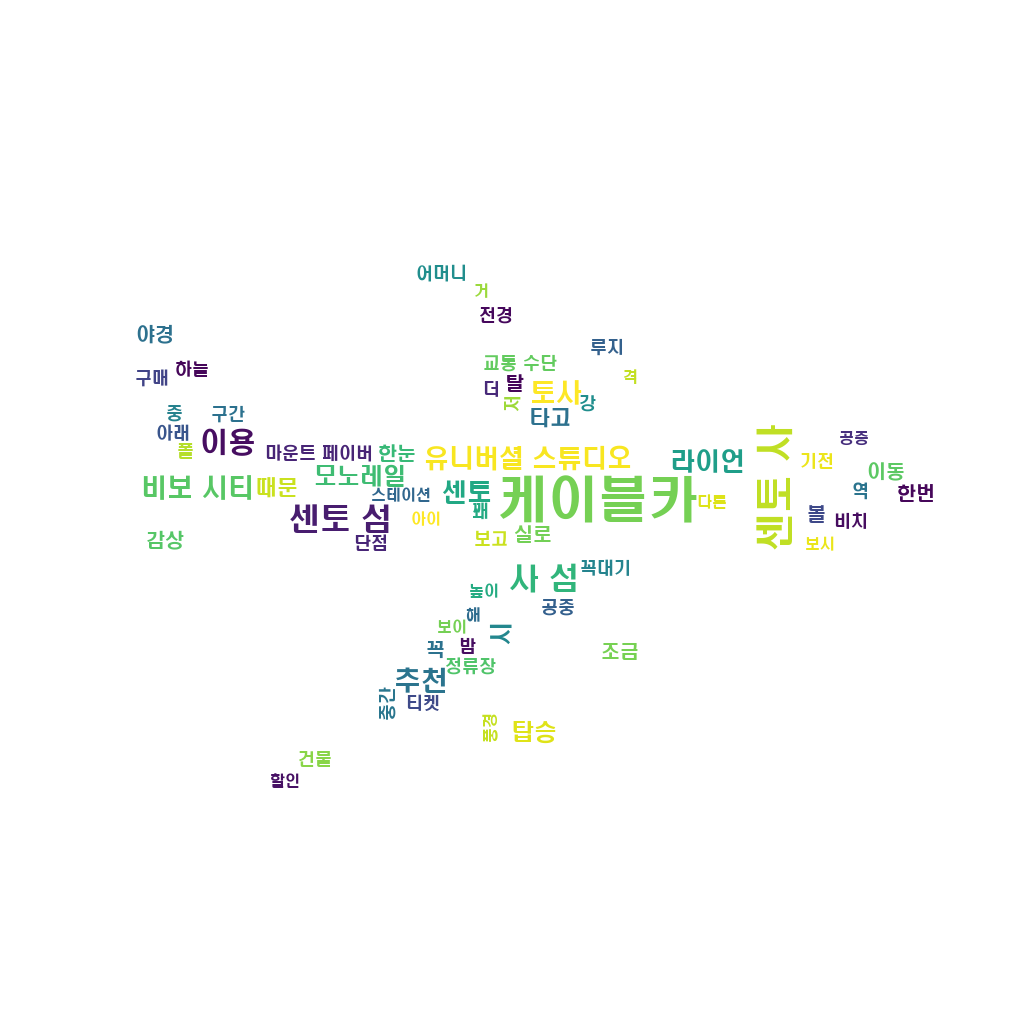 어머니
거
전경
야경
루지
교통 수단
하늘
구매
격
더
탈
토사
저
강
중
구간
타고
아래
이용
폴
마운트 페이버
한눈
유니버셜 스튜디오
라이언
센토 사
공중
기전
모노레일
이동
비보 시티
때문
스테이션
센토
케이블카
다른
역
한번
센토 섬
아이
꽤
볼
비치
감상
단점
보고
실로
보시
사 섬
꼭대기
높이
공중
해
보이
시
꼭
밤
조금
정류장
추천
중간
티켓
풍경
탑승
건물
할인